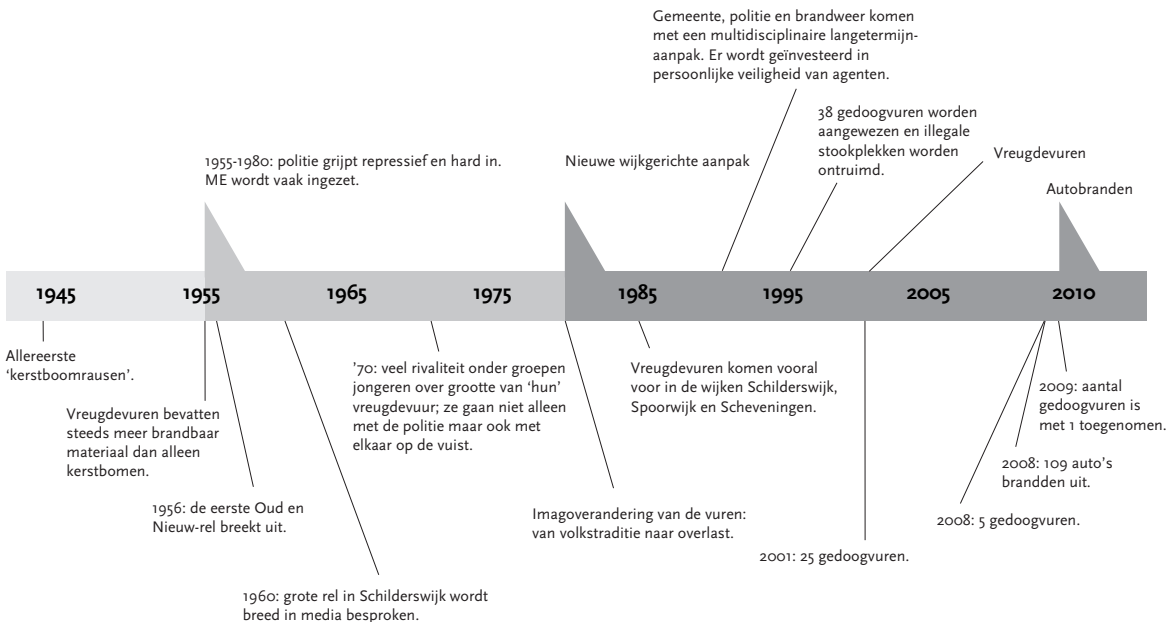 Gemeente, politie en brandweer komen
met een multidisciplinaire langetermijn-
aanpak. Er wordt geïnvesteerd in
persoonlijke veiligheid van agenten.
38 gedoogvuren worden
aangewezen en illegale
stookplekken worden
ontruimd.
1955-1980: politie grijpt repressief en hard in.
ME wordt vaak ingezet.
Nieuwe wijkgerichte aanpak
Vreugdevuren
Autobranden
1945
1955
1965
1975
1985
1995
2005
2010
Allereerste
‘kerstboomrausen’.
Vreugdevuren bevatten
steeds meer brandbaar
materiaal dan alleen
kerstbomen.
1956: de eerste Oud en
Nieuw-rel breekt uit.
1960: grote rel in Schilderswijk wordt
breed in media besproken.
’70: veel rivaliteit onder groepen
jongeren over grootte van ‘hun’
vreugdevuur; ze gaan niet alleen
met de politie maar ook met
elkaar op de vuist.
Imagoverandering van de vuren:
van volkstraditie naar overlast.
Vreugdevuren komen vooral
voor in de wijken Schilderswijk,
Spoorwijk en Scheveningen.
2001: 25 gedoogvuren.
2008: 5 gedoogvuren.
2008: 109 auto’s
brandden uit.
2009: aantal
gedoogvuren is
met 1 toegenomen.